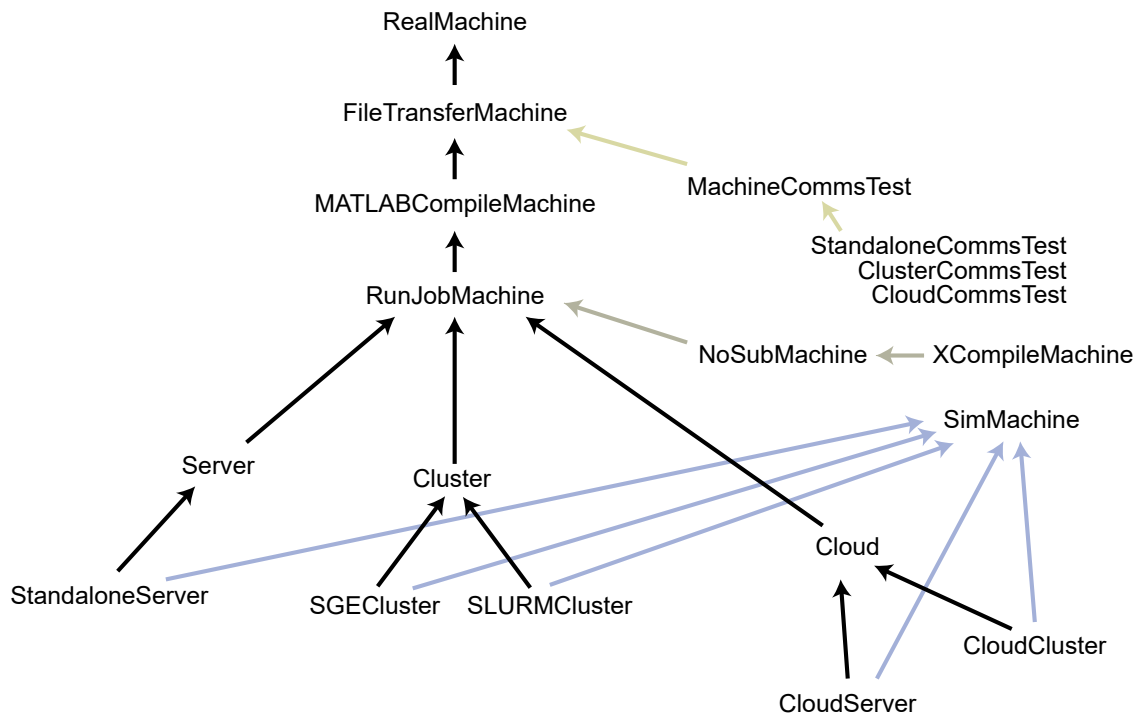 RealMachine
FileTransferMachine
MachineCommsTest
MATLABCompileMachine
StandaloneCommsTest
ClusterCommsTest
CloudCommsTest
RunJobMachine
NoSubMachine
XCompileMachine
SimMachine
Server
Cluster
Cloud
StandaloneServer
SGECluster
SLURMCluster
CloudCluster
CloudServer